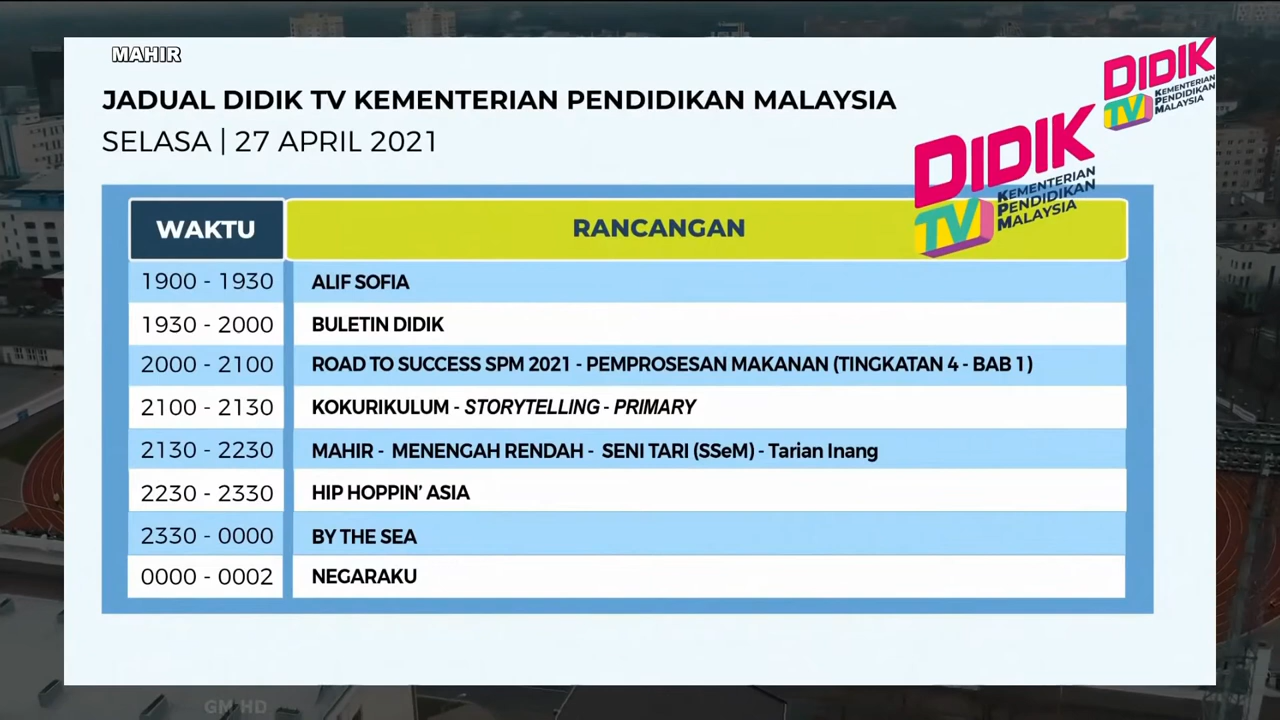 MAHIR
JADUAL DIDIK TV KEMENTERIAN PENDIDIKAN MALAYSIA
SELASA | 27 APRIL 2021
DIDIK
TV
KEMENTERIAN
PENDIDIKAN
MALAYSIA
DIDIK
TV
KEMENTERIAN
PENDIDIKAN
MALAYSIA
WAKTU RANCANGAN
1900 - 1930 ALIF SOFIA
1930 - 2000 BULETIN DIDIK
2000 - 2100 ROAD TO SUCCESS SPM 2021 - PEMPROSESAN MAKANAN (TINGKATAN 4 - BAB 1)
2100 - 2130 KOKURIKULUM - STORYTELLING - PRIMARY
2130 - 2230 MAHIR - MENENGAH RENDAH - SENI TARI (SSeM) - Tarian Inang
2230 - 2330 HIP HOPPIN' ASIA
2330 - 0000 BY THE SEA
0000 - 0002 NEGARAKU
GM HD